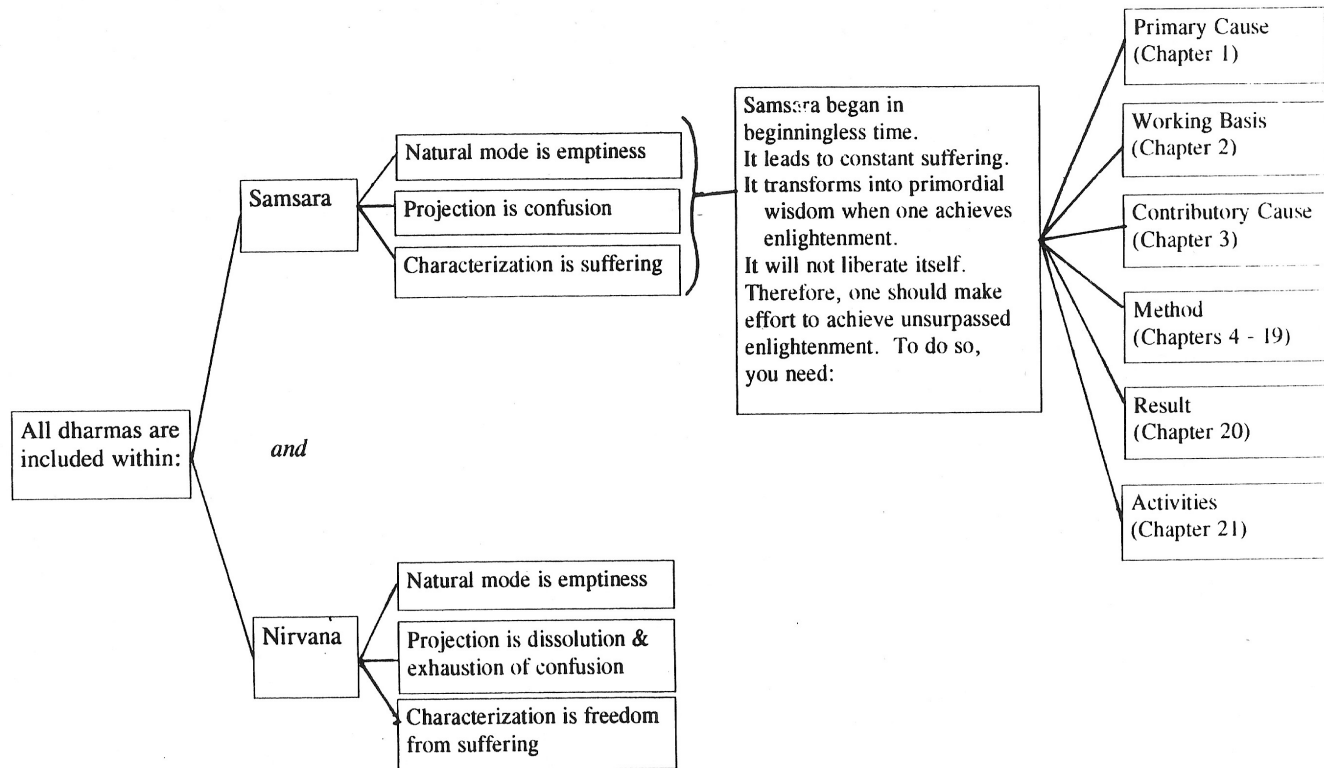 All dharmas are
included within:
Samsara
and
Nirvana
Natural mode is emptiness
Projection is confusion
Characterization is suffering
Natural mode is emptiness
Projection is dissolution &
exhaustion of confusion
Characterization is freedom
from suffering
Samsara began in
beginningless time.
It leads to constant suffering.
It transforms into primordial
wisdom when one achieves
enlightenment.
It will not liberate itself.
Therefore, one should make
effort to achieve unsurpassed
enlightenment. To do so,
you need:
Primary Cause
(Chapter 1)
Working Basis
(Chapter 2)
Contributory Cause
(Chapter 3)
Method
(Chapters 4 - 19)
Result
(Chapter 20)
Activities
(Chapter 21)